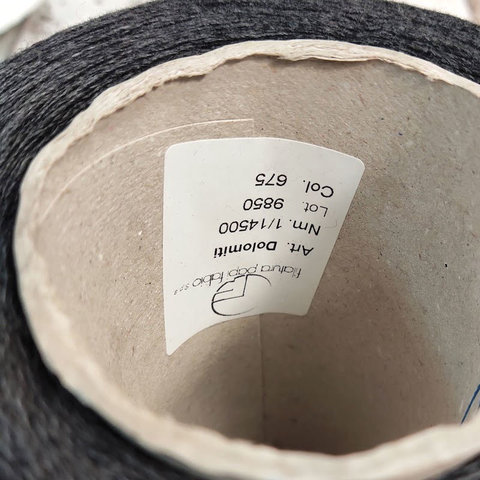 filatura papi fabio s.p.a
Art. Dolomiti
Nm. 1/14500
Lot. 9850
Col. 675